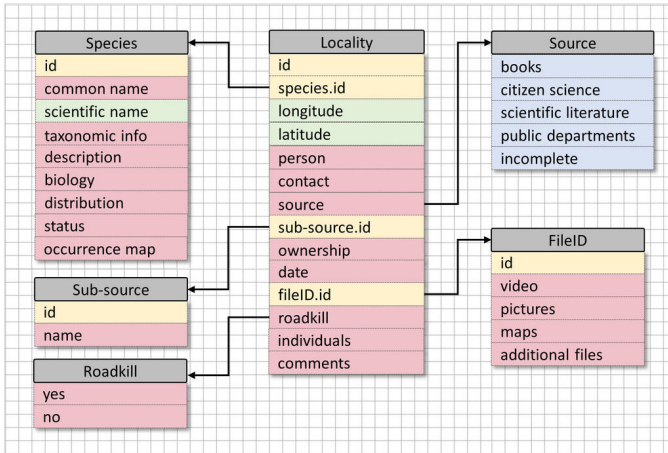 Species
id
common name
scientific name
taxonomic info
description
biology
distribution
status
occurrence map
Sub-source
id
name
Roadkill
yes
no
Locality
id
species.id
longitude
latitude
person
contact
source
sub-source.id
ownership
date
fileID.id
roadkill
individuals
comments
Source
books
citizen science
scientific literature
public departments
incomplete
FileID
id
video
pictures
maps
additional files